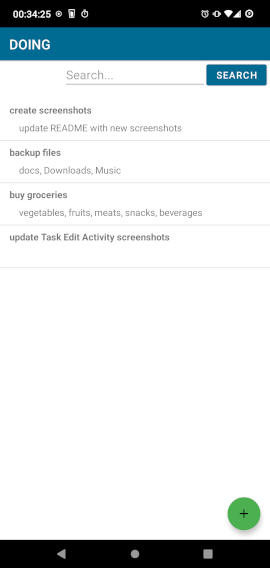 00:34:25
DOING
Search...
SEARCH
create screenshots
update README with new screenshots
backup files
docs, Downloads, Music
buy groceries
vegetables, fruits, meats, snacks, beverages
update Task Edit Activity screenshots
+